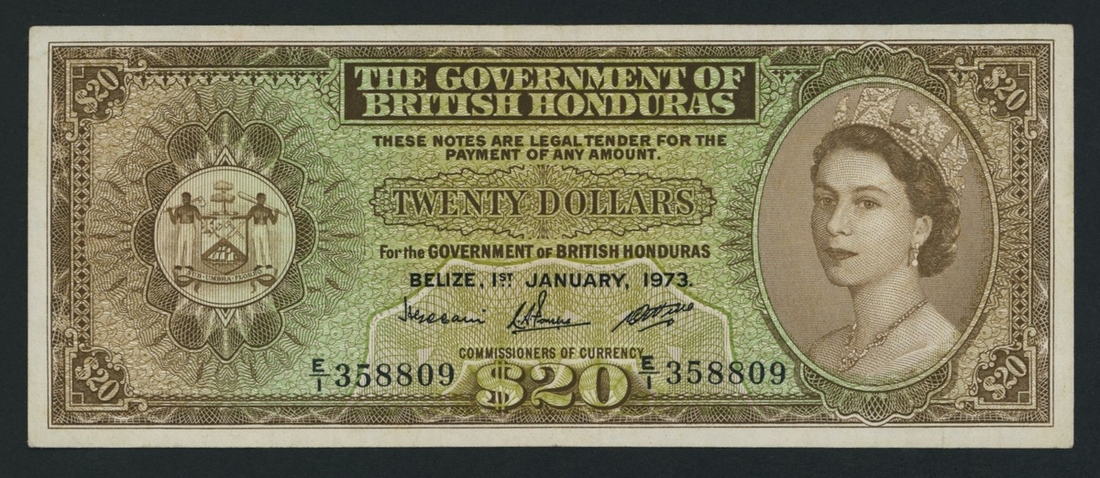 $20
$20
THE GOVERNMENT OF
BRITISH HONDURAS
THESE NOTES ARE LEGAL TENDER FOR THE
PAYMENT OF ANY AMOUNT.
TWENTY DOLLARS
For the GOVERNMENT of BRITISH HONDURAS
BELIZE, 1ST JANUARY, 1973.
COMMISSIONERS OF CURRENCY
E/1 358809
E/1 358809
$20
$20
$20